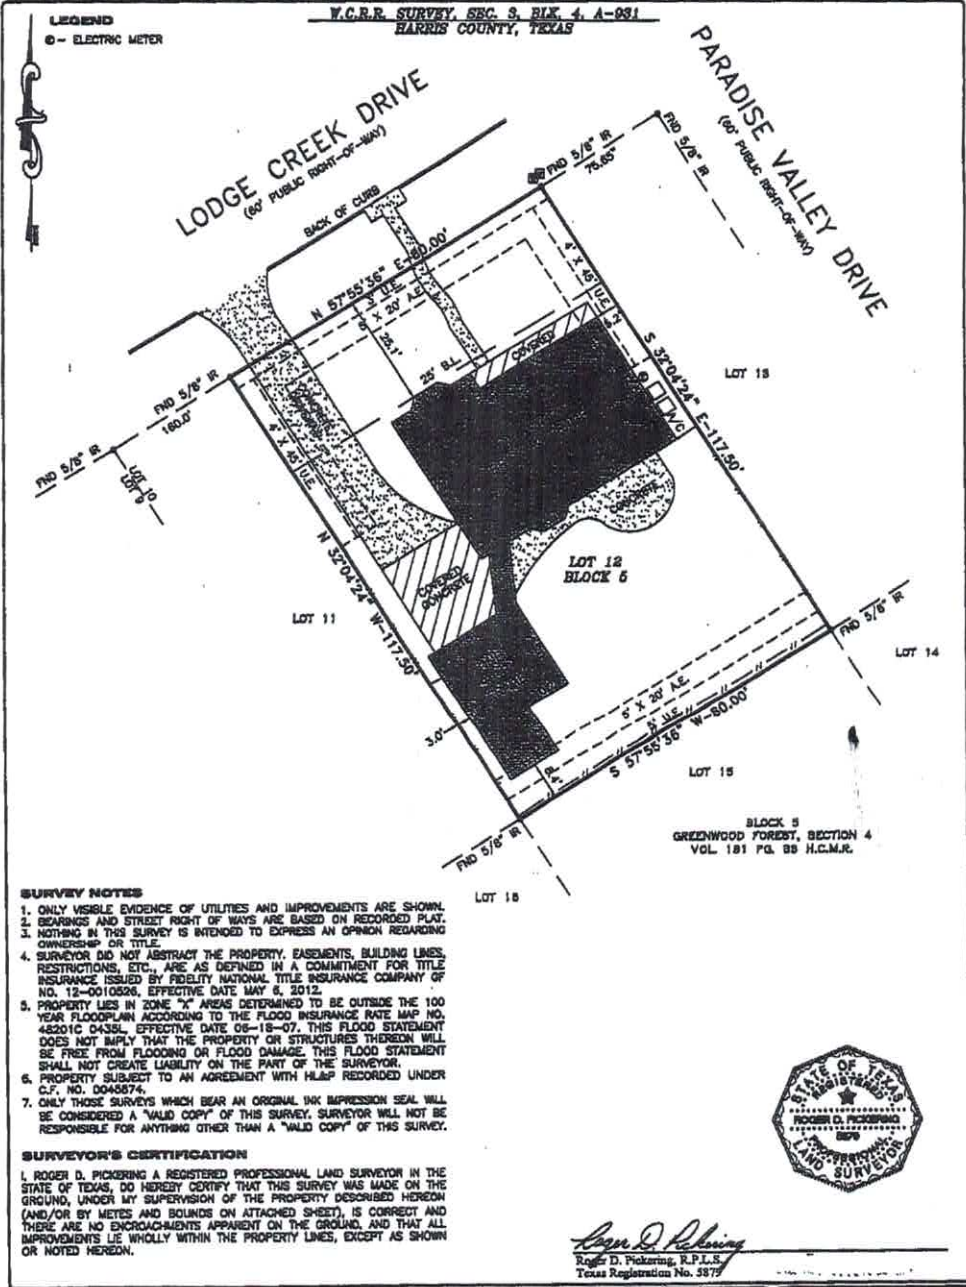 W.C.R.R. SURVEY, SEC. 3, BLK. 4, A-931
HARRIS COUNTY, TEXAS
LEGEND
- ELECTRIC METER
LODGE CREEK DRIVE
(60' PUBLIC RIGHT-OF-WAY)
PARADISE VALLEY DRIVE
(60' PUBLIC RIGHT-OF-WAY)
BACK OF CURB
FND 5/8" IR
75.65'
FND 5/8" IR
N 57°55'36" E-80.00'
5' U.E.
5' X 20' A.E.
25.1'
25' B.L.
COVERED
4' X 45' U.E.
S 32°04'24" E-117.50'
A/C
LOT 13
FND 5/8" IR
160.0'
FND 5/8" IR
LOT 10
LOT 9
4' X 45' U.E.
CONCRETE
N 32°04'24" W-117.50'
COVERED
CONCRETE
LOT 12
BLOCK 5
LOT 11
FND 5/8" IR
LOT 14
5' X 20' A.E.
5' U.E.
S 57°55'36" W-80.00'
3.0'
LOT 15
FND 5/8" IR
LOT 16
BLOCK 5
GREENWOOD FOREST, SECTION 4
VOL. 191 PG. 95 H.C.M.R.
SURVEY NOTES
1. ONLY VISIBLE EVIDENCE OF UTILITIES AND IMPROVEMENTS ARE SHOWN.
2. BEARINGS AND STREET RIGHT OF WAYS ARE BASED ON RECORDED PLAT.
3. NOTHING IN THIS SURVEY IS INTENDED TO EXPRESS AN OPINION REGARDING
OWNERSHIP OR TITLE.
4. SURVEYOR DID NOT ABSTRACT THE PROPERTY. EASEMENTS, BUILDING LINES,
RESTRICTIONS, ETC., ARE AS DEFINED IN A COMMITMENT FOR TITLE
INSURANCE ISSUED BY FIDELITY NATIONAL TITLE INSURANCE COMPANY GF
NO. 12-0010526, EFFECTIVE DATE MAY 6, 2012.
5. PROPERTY LIES IN ZONE "X" AREAS DETERMINED TO BE OUTSIDE THE 100
YEAR FLOODPLAIN ACCORDING TO THE FLOOD INSURANCE RATE MAP NO.
48201C 0435L, EFFECTIVE DATE 06-18-07. THIS FLOOD STATEMENT
DOES NOT IMPLY THAT THE PROPERTY OR STRUCTURES THEREON WILL
BE FREE FROM FLOODING OR FLOOD DAMAGE. THIS FLOOD STATEMENT
SHALL NOT CREATE LIABILITY ON THE PART OF THE SURVEYOR.
6. PROPERTY SUBJECT TO AN AGREEMENT WITH HL&P RECORDED UNDER
C.F. NO. D048874.
7. ONLY THOSE SURVEYS WHICH BEAR AN ORIGINAL INK IMPRESSION SEAL WILL
BE CONSIDERED A "VALID COPY" OF THIS SURVEY. SURVEYOR WILL NOT BE
RESPONSIBLE FOR ANYTHING OTHER THAN A "VALID COPY" OF THIS SURVEY.
SURVEYOR'S CERTIFICATION
I, ROGER D. PICKERING A REGISTERED PROFESSIONAL LAND SURVEYOR IN THE
STATE OF TEXAS, DO HEREBY CERTIFY THAT THIS SURVEY WAS MADE ON THE
GROUND, UNDER MY SUPERVISION OF THE PROPERTY DESCRIBED HEREON
(AND/OR BY METES AND BOUNDS ON ATTACHED SHEET), IS CORRECT AND
THERE ARE NO ENCROACHMENTS APPARENT ON THE GROUND, AND THAT ALL
IMPROVEMENTS LIE WHOLLY WITHIN THE PROPERTY LINES, EXCEPT AS SHOWN
OR NOTED HEREON.
STATE OF TEXAS
REGISTERED
ROGER D. PICKERING
5879
PROFESSIONAL
LAND SURVEYOR
Roger D. Pickering
Roger D. Pickering, R.P.L.S.
Texas Registration No. 5879